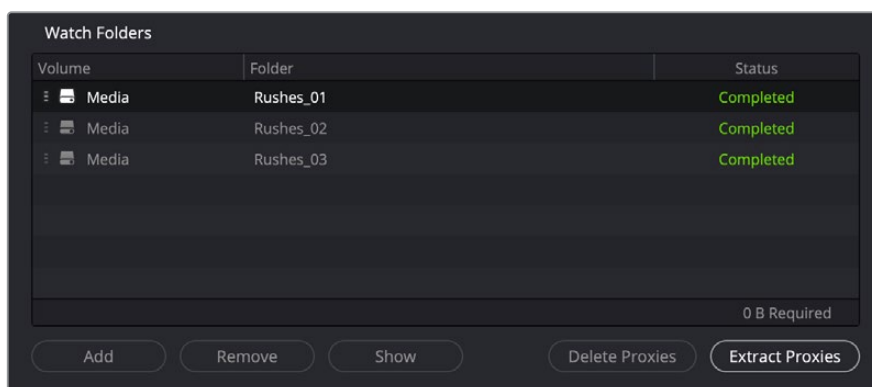 Watch Folders
Volume Folder Status
Media Rushes_01 Completed
Media Rushes_02 Completed
Media Rushes_03 Completed
0 B Required
Add Remove Show Delete Proxies Extract Proxies